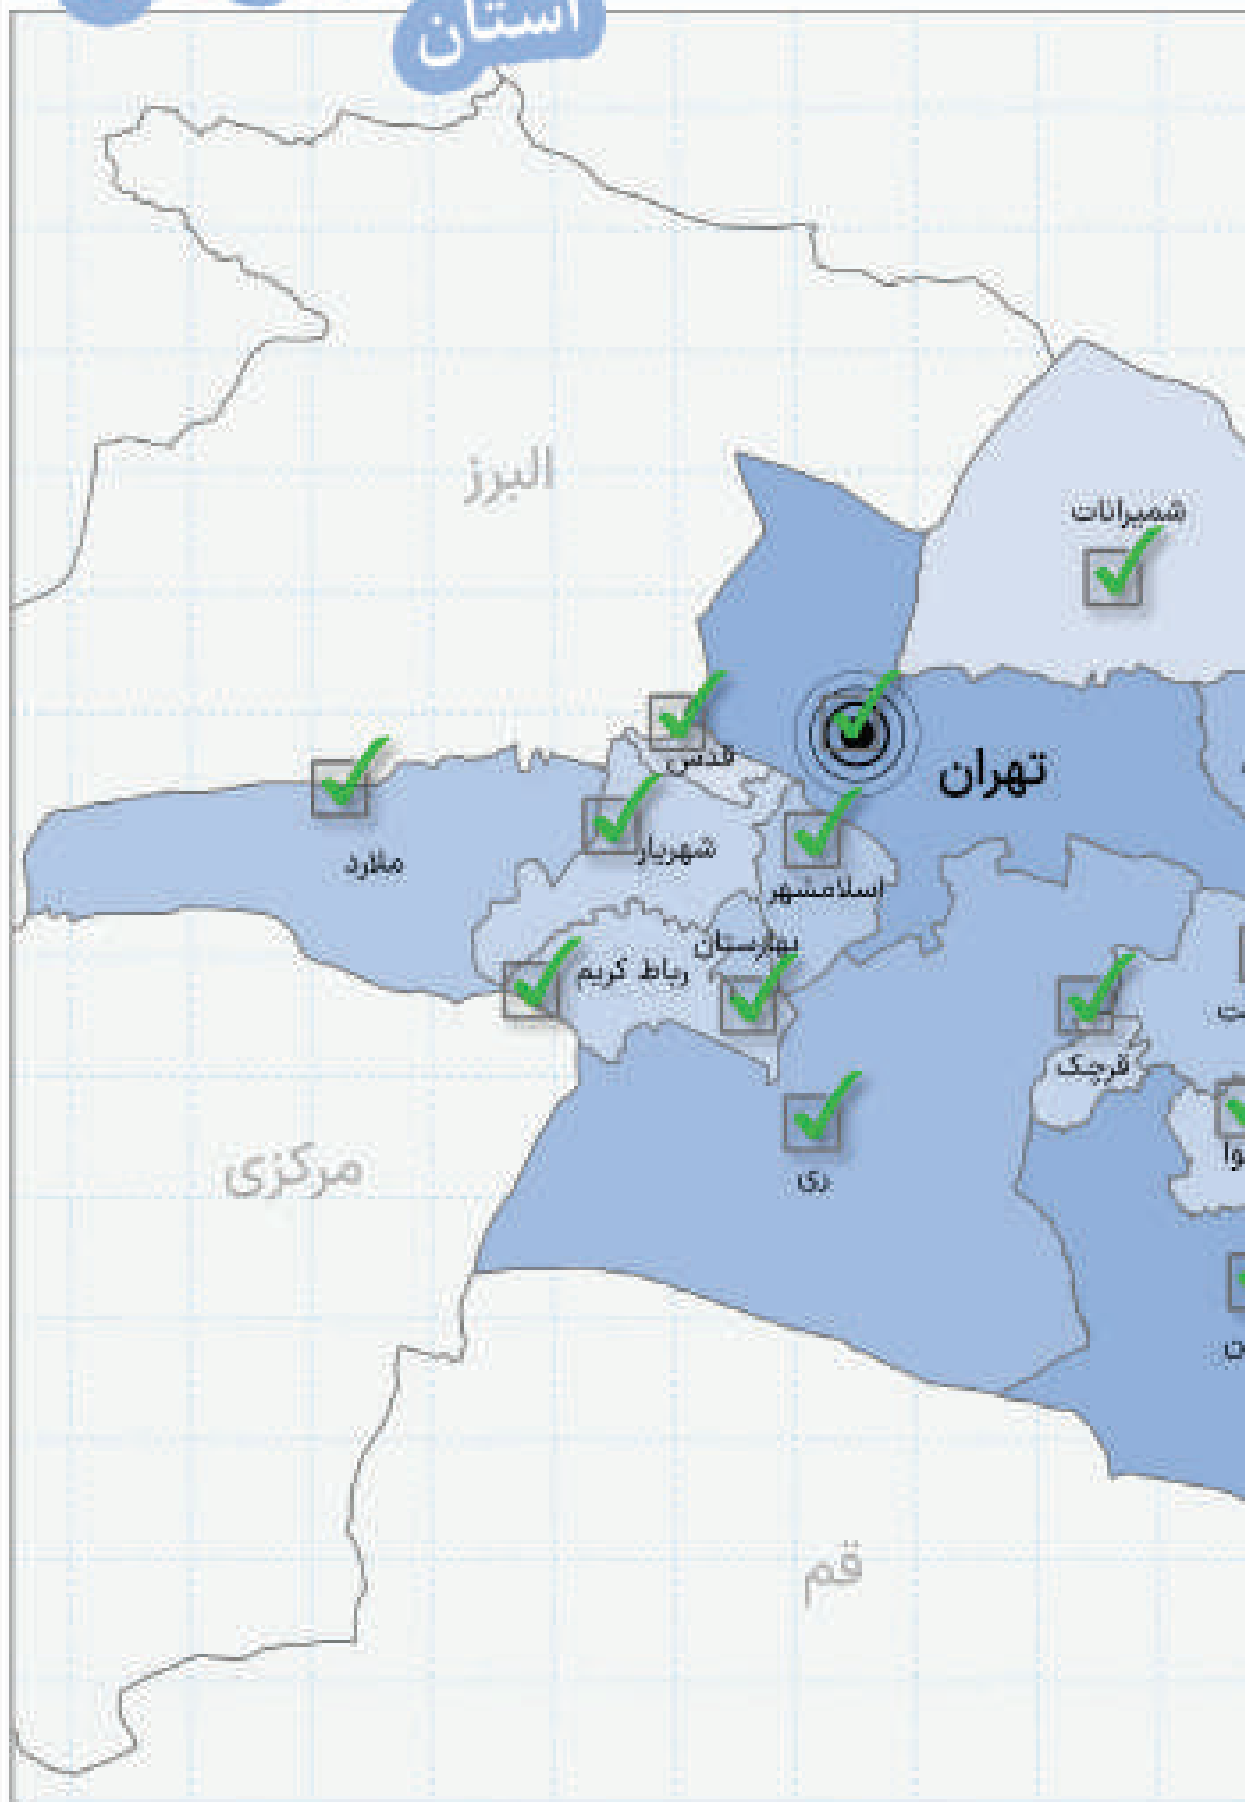 استان
البرز
شمیرانات
قدس
تهران
شهریار
ملارد
اسلامشهر
بهارستان
رباط کریم
قرچک
ری
مرکزی
قم